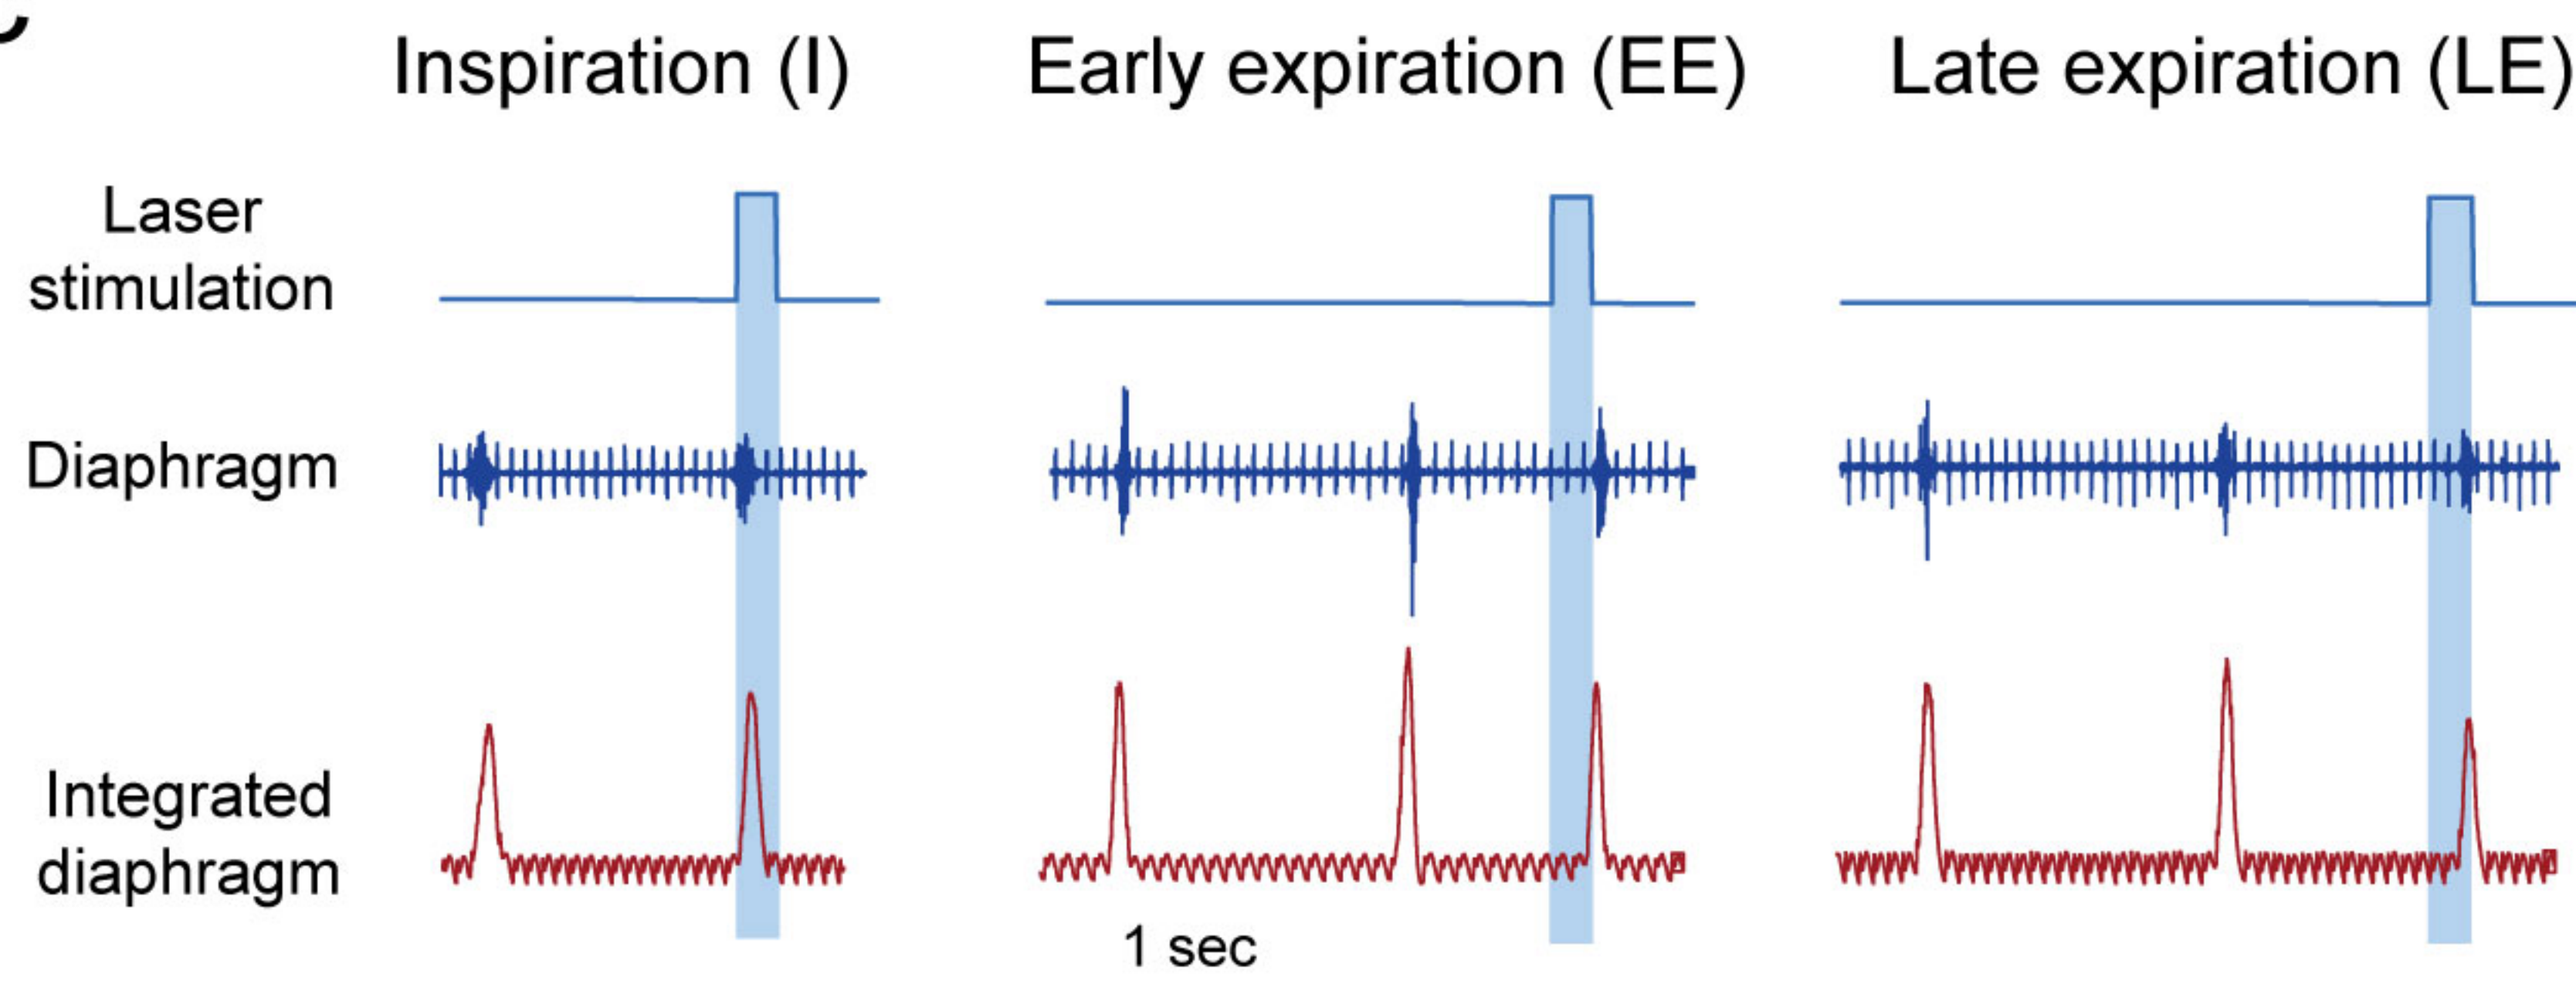 Inspiration (I)
Early expiration (EE)
Late expiration (LE)
Laser
stimulation
Diaphragm
Integrated
diaphragm
1 sec